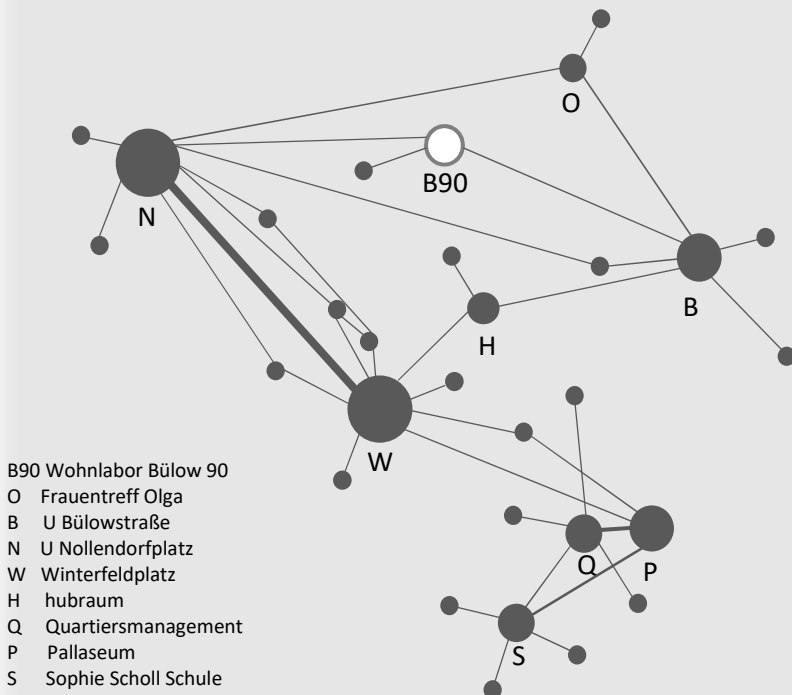 O
B90
N
B
H
W
Q
P
S
B90 Wohnlabor Bülow 90
O Frauentreff Olga
B U Bülowstraße
N U Nollendorfplatz
W Winterfeldplatz
H hubraum
Q Quartiersmanagement
P Pallaseum
S Sophie Scholl Schule